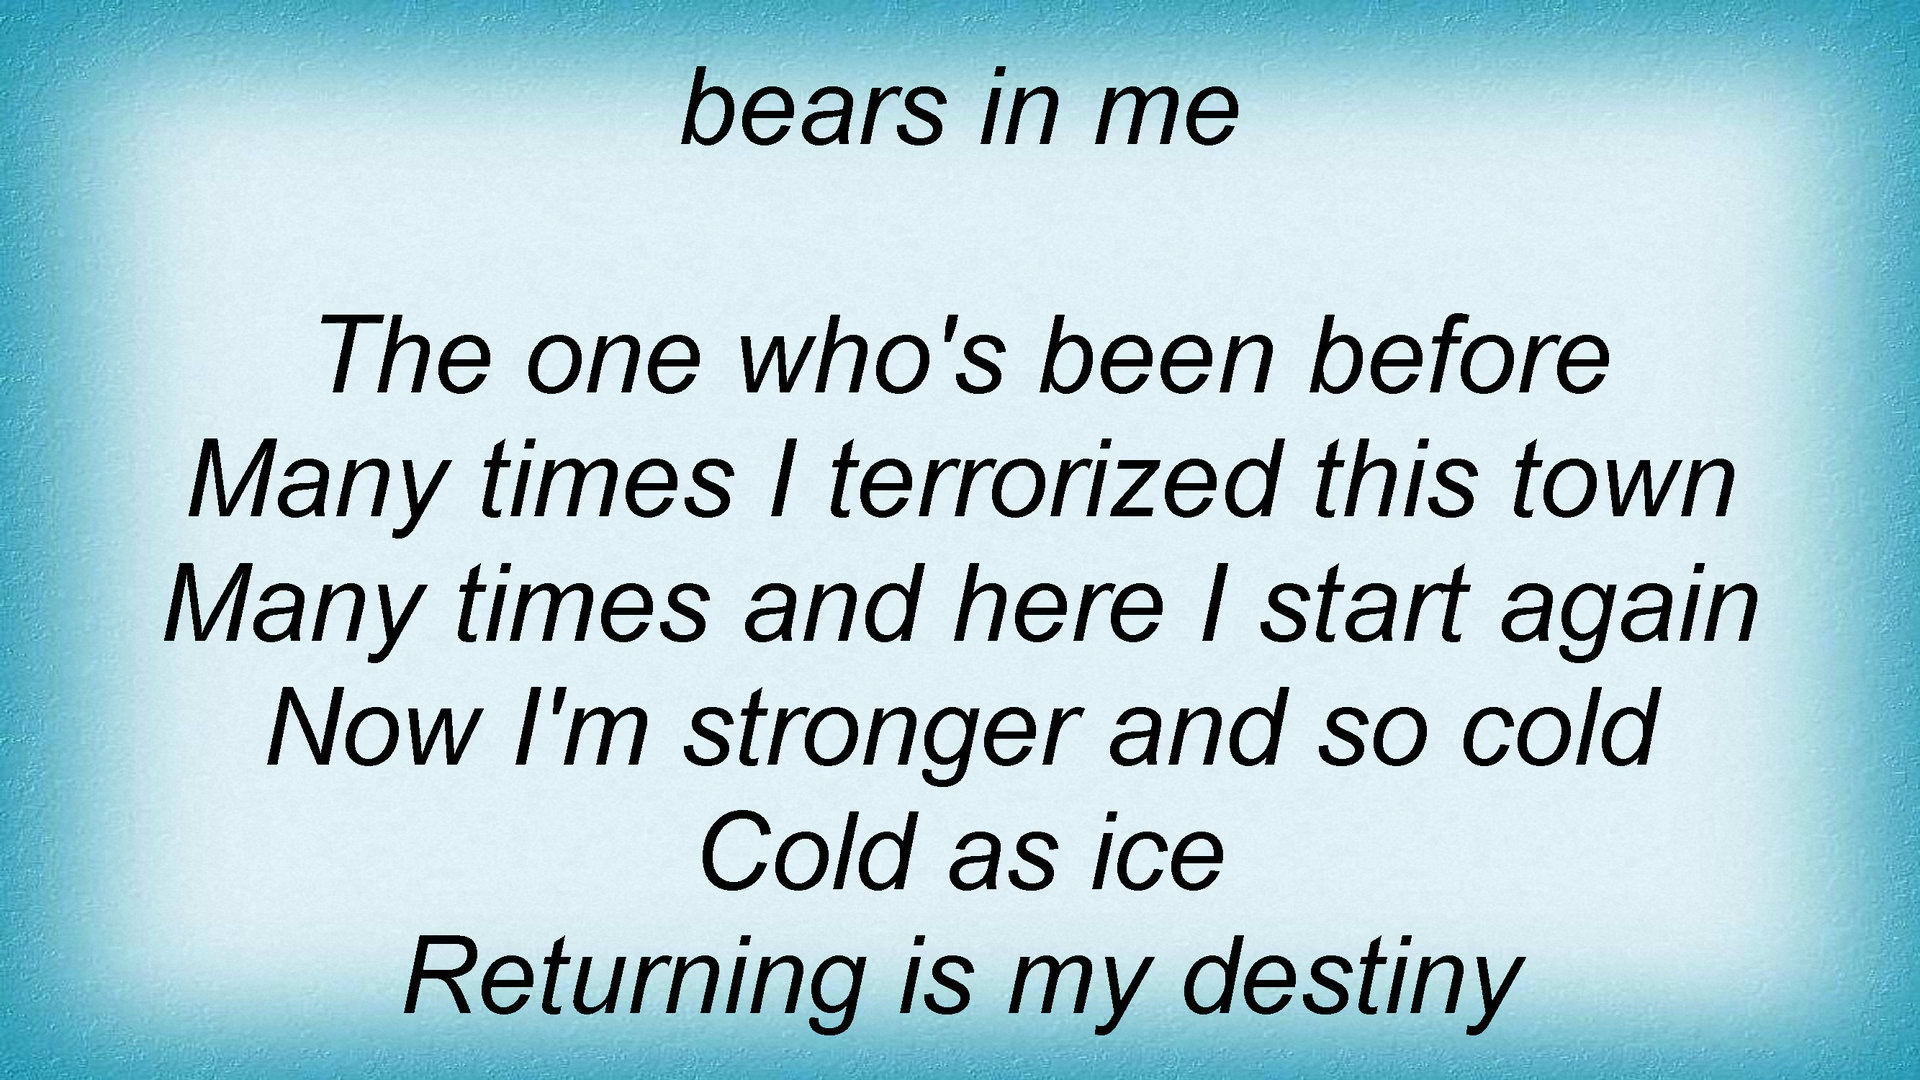 bears in me
The one who's been before
Many times I terrorized this town
Many times and here I start again
Now I'm stronger and so cold
Cold as ice
Returning is my destiny